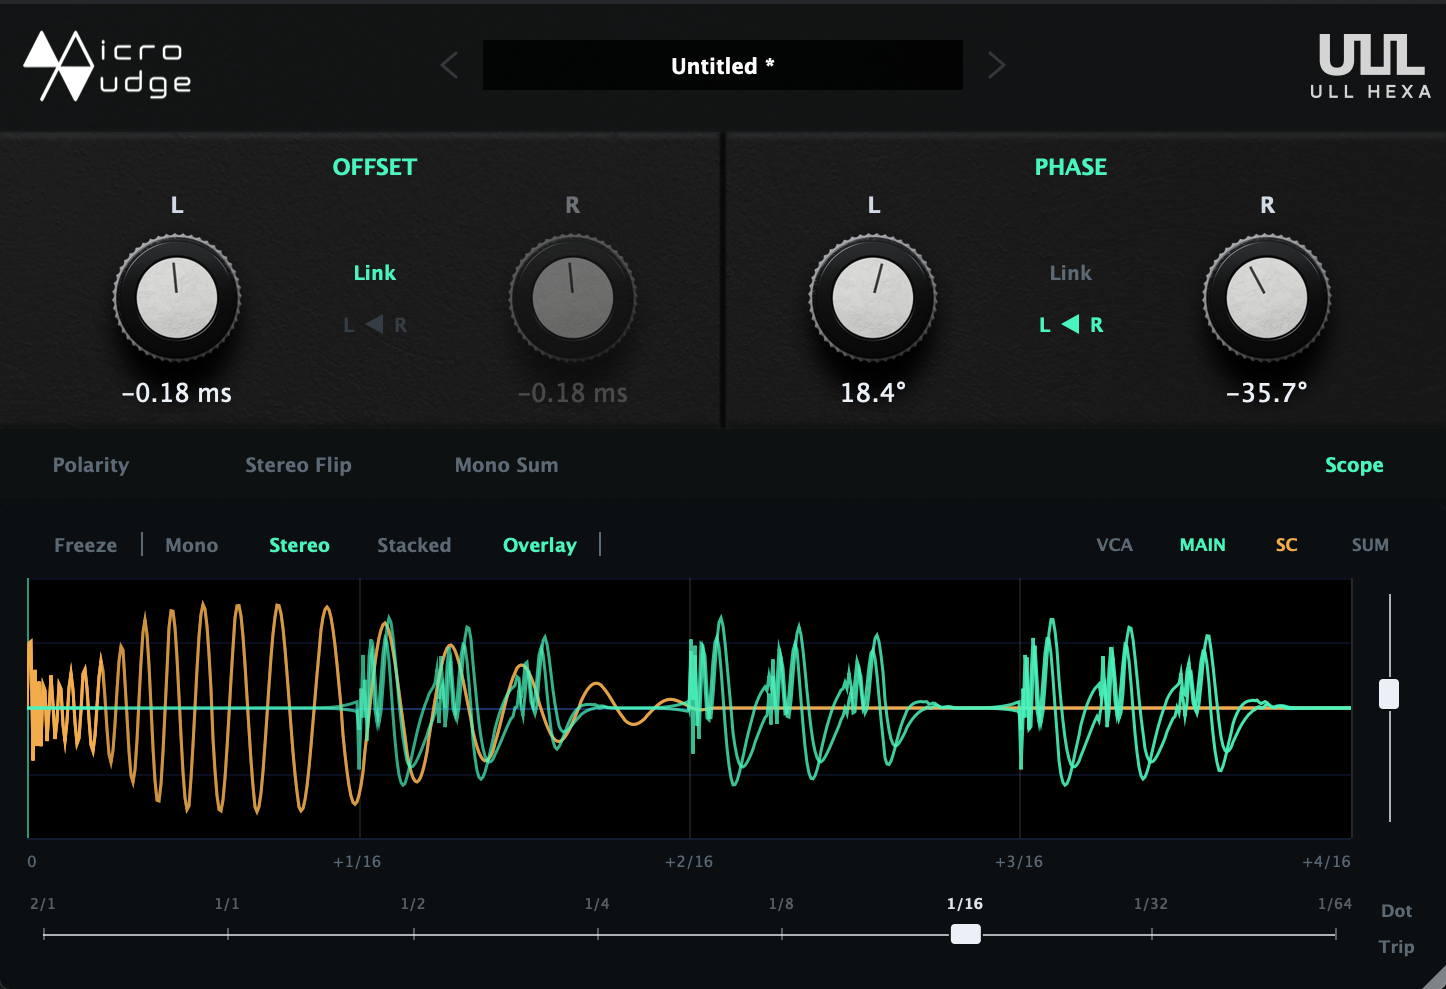 Micro
Nudge
Untitled *
ULL
ULL HEXA
OFFSET
L
R
Link
L ◀ R
-0.18 ms
-0.18 ms
PHASE
L
R
Link
L ◀ R
18.4°
-35.7°
Polarity
Stereo Flip
Mono Sum
Scope
Freeze | Mono Stereo Stacked Overlay |
VCA MAIN SC SUM
0 +1/16 +2/16 +3/16 +4/16
2/1 1/1 1/2 1/4 1/8 1/16 1/32 1/64
Dot
Trip